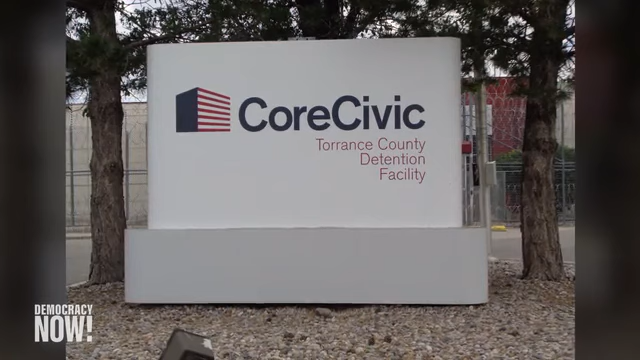 CoreCivic
Torrance County
Detention
Facility
DEMOCRACY
NOW!